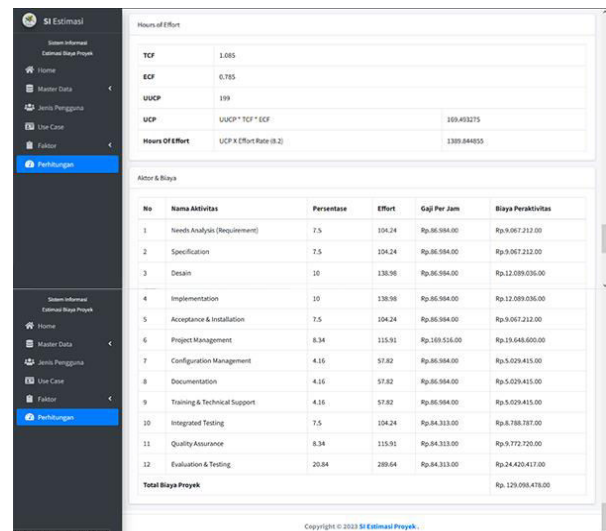 SI Estimasi
Sistem Informasi
Estimasi Biaya Proyek
Home
Master Data
Jenis Pengguna
Use Case
Faktor
Perhitungan
Hours of Effort
TCF 1.085
ECF 0.785
UUCP 199
UCP UUCP * TCF * ECF 169.493275
Hours Of Effort UCP X Effort Rate (8.2) 1389.844855
Aktor & Biaya
No Nama Aktivitas Persentase Effort Gaji Per Jam Biaya Peraktivitas
1 Needs Analysis (Requirement) 7.5 104.24 Rp.86.984.00 Rp.9.067.212.00
2 Specification 7.5 104.24 Rp.86.984.00 Rp.9.067.212.00
3 Desain 10 138.98 Rp.86.984.00 Rp.12.089.036.00
Sistem Informasi
Estimasi Biaya Proyek
Home
Master Data
Jenis Pengguna
Use Case
Faktor
Perhitungan
4 Implementation 10 138.98 Rp.86.984.00 Rp.12.089.036.00
5 Acceptance & Installation 7.5 104.24 Rp.86.984.00 Rp.9.067.212.00
6 Project Management 8.34 115.91 Rp.169.516.00 Rp.19.648.600.00
7 Configuration Management 4.16 57.82 Rp.86.984.00 Rp.5.029.415.00
8 Documentation 4.16 57.82 Rp.86.984.00 Rp.5.029.415.00
9 Training & Technical Support 4.16 57.82 Rp.86.984.00 Rp.5.029.415.00
10 Integrated Testing 7.5 104.24 Rp.84.313.00 Rp.8.788.787.00
11 Quality Assurance 8.34 115.91 Rp.84.313.00 Rp.9.772.720.00
12 Evaluation & Testing 20.84 289.64 Rp.84.313.00 Rp.24.420.417.00
Total Biaya Proyek Rp. 129.098.478.00
Copyright © 2023 SI Estimasi Proyek .